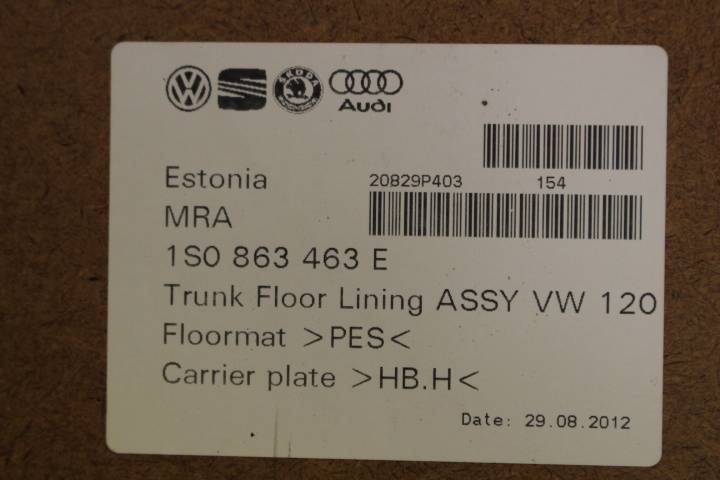 ŠKODA
Audi
Estonia
20829P403 154
MRA
1S0 863 463 E
Trunk Floor Lining ASSY VW 120
Floormat >PES<
Carrier plate >HB.H<
Date: 29.08.2012